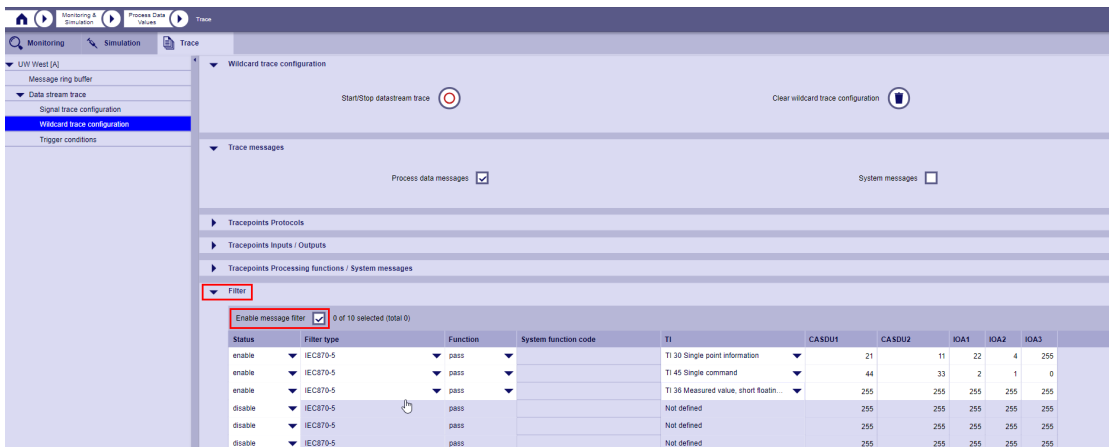 Monitoring & Simulation Process Data Values Trace
Monitoring Simulation Trace
UW West [A]
Message ring buffer
Data stream trace
Signal trace configuration
Wildcard trace configuration
Trigger conditions
Wildcard trace configuration
Start/Stop datastream trace Clear wildcard trace configuration
Trace messages
Process data messages System messages
Tracepoints Protocols
Tracepoints Inputs / Outputs
Tracepoints Processing functions / System messages
Filter
Enable message filter 0 of 10 selected (total 0)
Status Filter type Function System function code TI CASDU1 CASDU2 IOA1 IOA2 IOA3
enable IEC870-5 pass TI 30 Single point information 21 11 22 4 255
enable IEC870-5 pass TI 45 Single command 44 33 2 1 0
enable IEC870-5 pass TI 36 Measured value, short floatin... 255 255 255 255 255
disable IEC870-5 pass Not defined 255 255 255 255 255
disable IEC870-5 pass Not defined 255 255 255 255 255
disable IEC870-5 pass Not defined 255 255 255 255 255